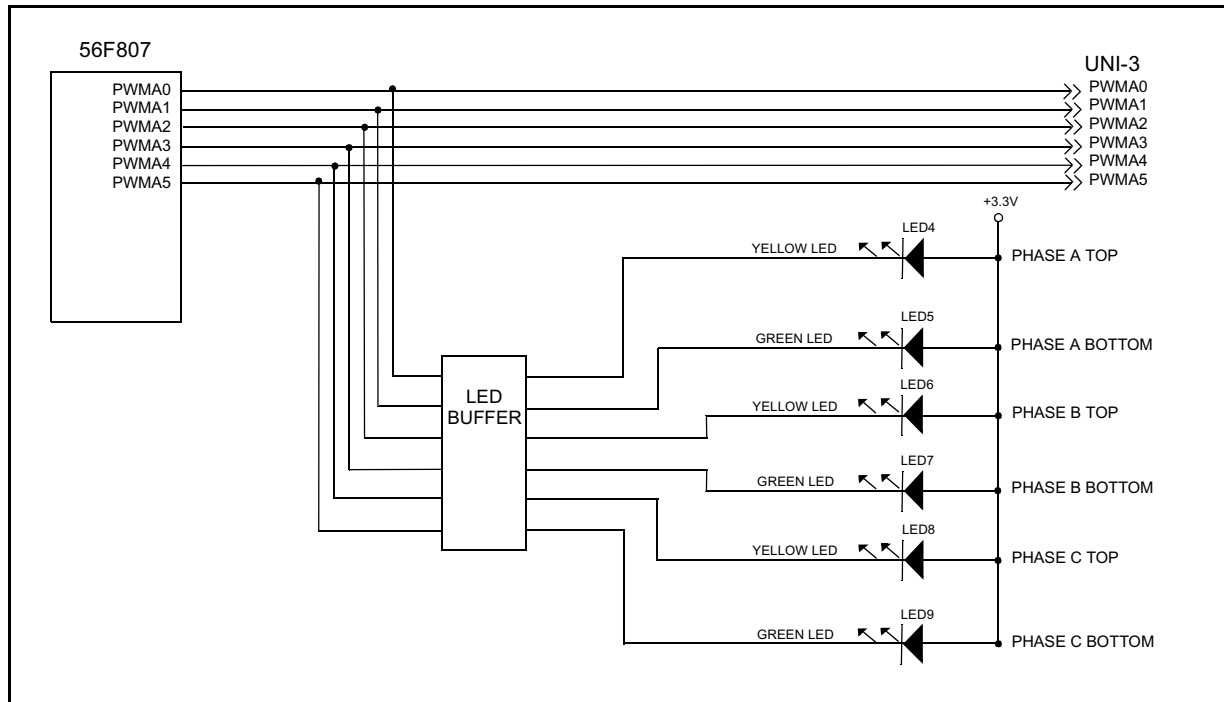 56F807
PWMA0
PWMA1
PWMA2
PWMA3
PWMA4
PWMA5
UNI-3
PWMA0
PWMA1
PWMA2
PWMA3
PWMA4
PWMA5
+3.3V
LED4
YELLOW LED
PHASE A TOP
LED5
GREEN LED
PHASE A BOTTOM
LED
BUFFER
LED6
YELLOW LED
PHASE B TOP
LED7
GREEN LED
PHASE B BOTTOM
LED8
YELLOW LED
PHASE C TOP
LED9
GREEN LED
PHASE C BOTTOM